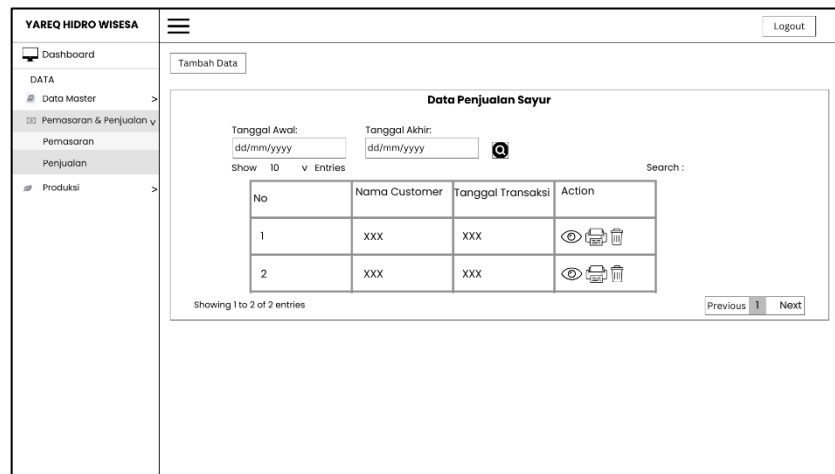 YAREQ HIDRO WISESA
Logout
Dashboard
DATA
Data Master >
Pemasaran & Penjualan v
Pemasaran
Penjualan
Produksi >
Tambah Data
Data Penjualan Sayur
Tanggal Awal: Tanggal Akhir:
dd/mm/yyyy dd/mm/yyyy
Show 10 v Entries Search :
No Nama Customer Tanggal Transaksi Action
1 XXX XXX
2 XXX XXX
Showing 1 to 2 of 2 entries Previous 1 Next